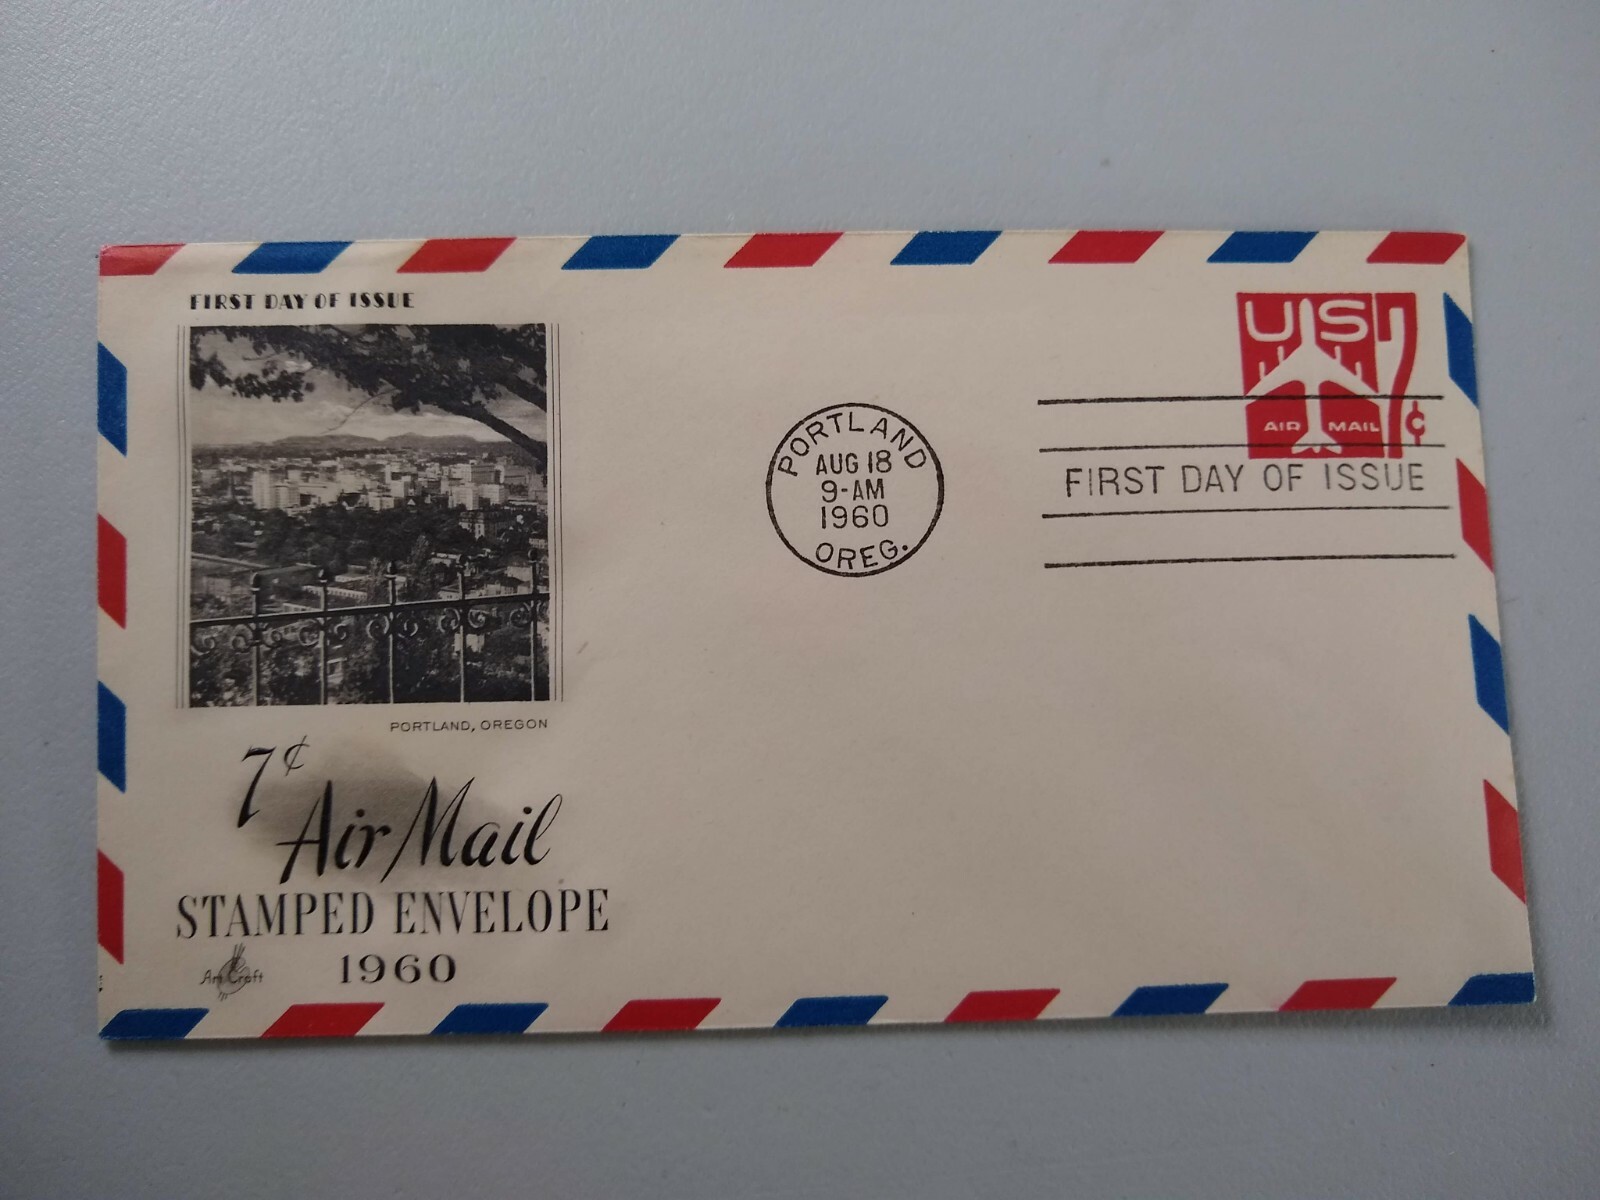 FIRST DAY OF ISSUE
PORTLAND, OREGON
7¢
Air Mail
STAMPED ENVELOPE
1960
ArtCraft
PORTLAND
AUG 18
9-AM
1960
OREG.
US 7¢
AIR MAIL
FIRST DAY OF ISSUE